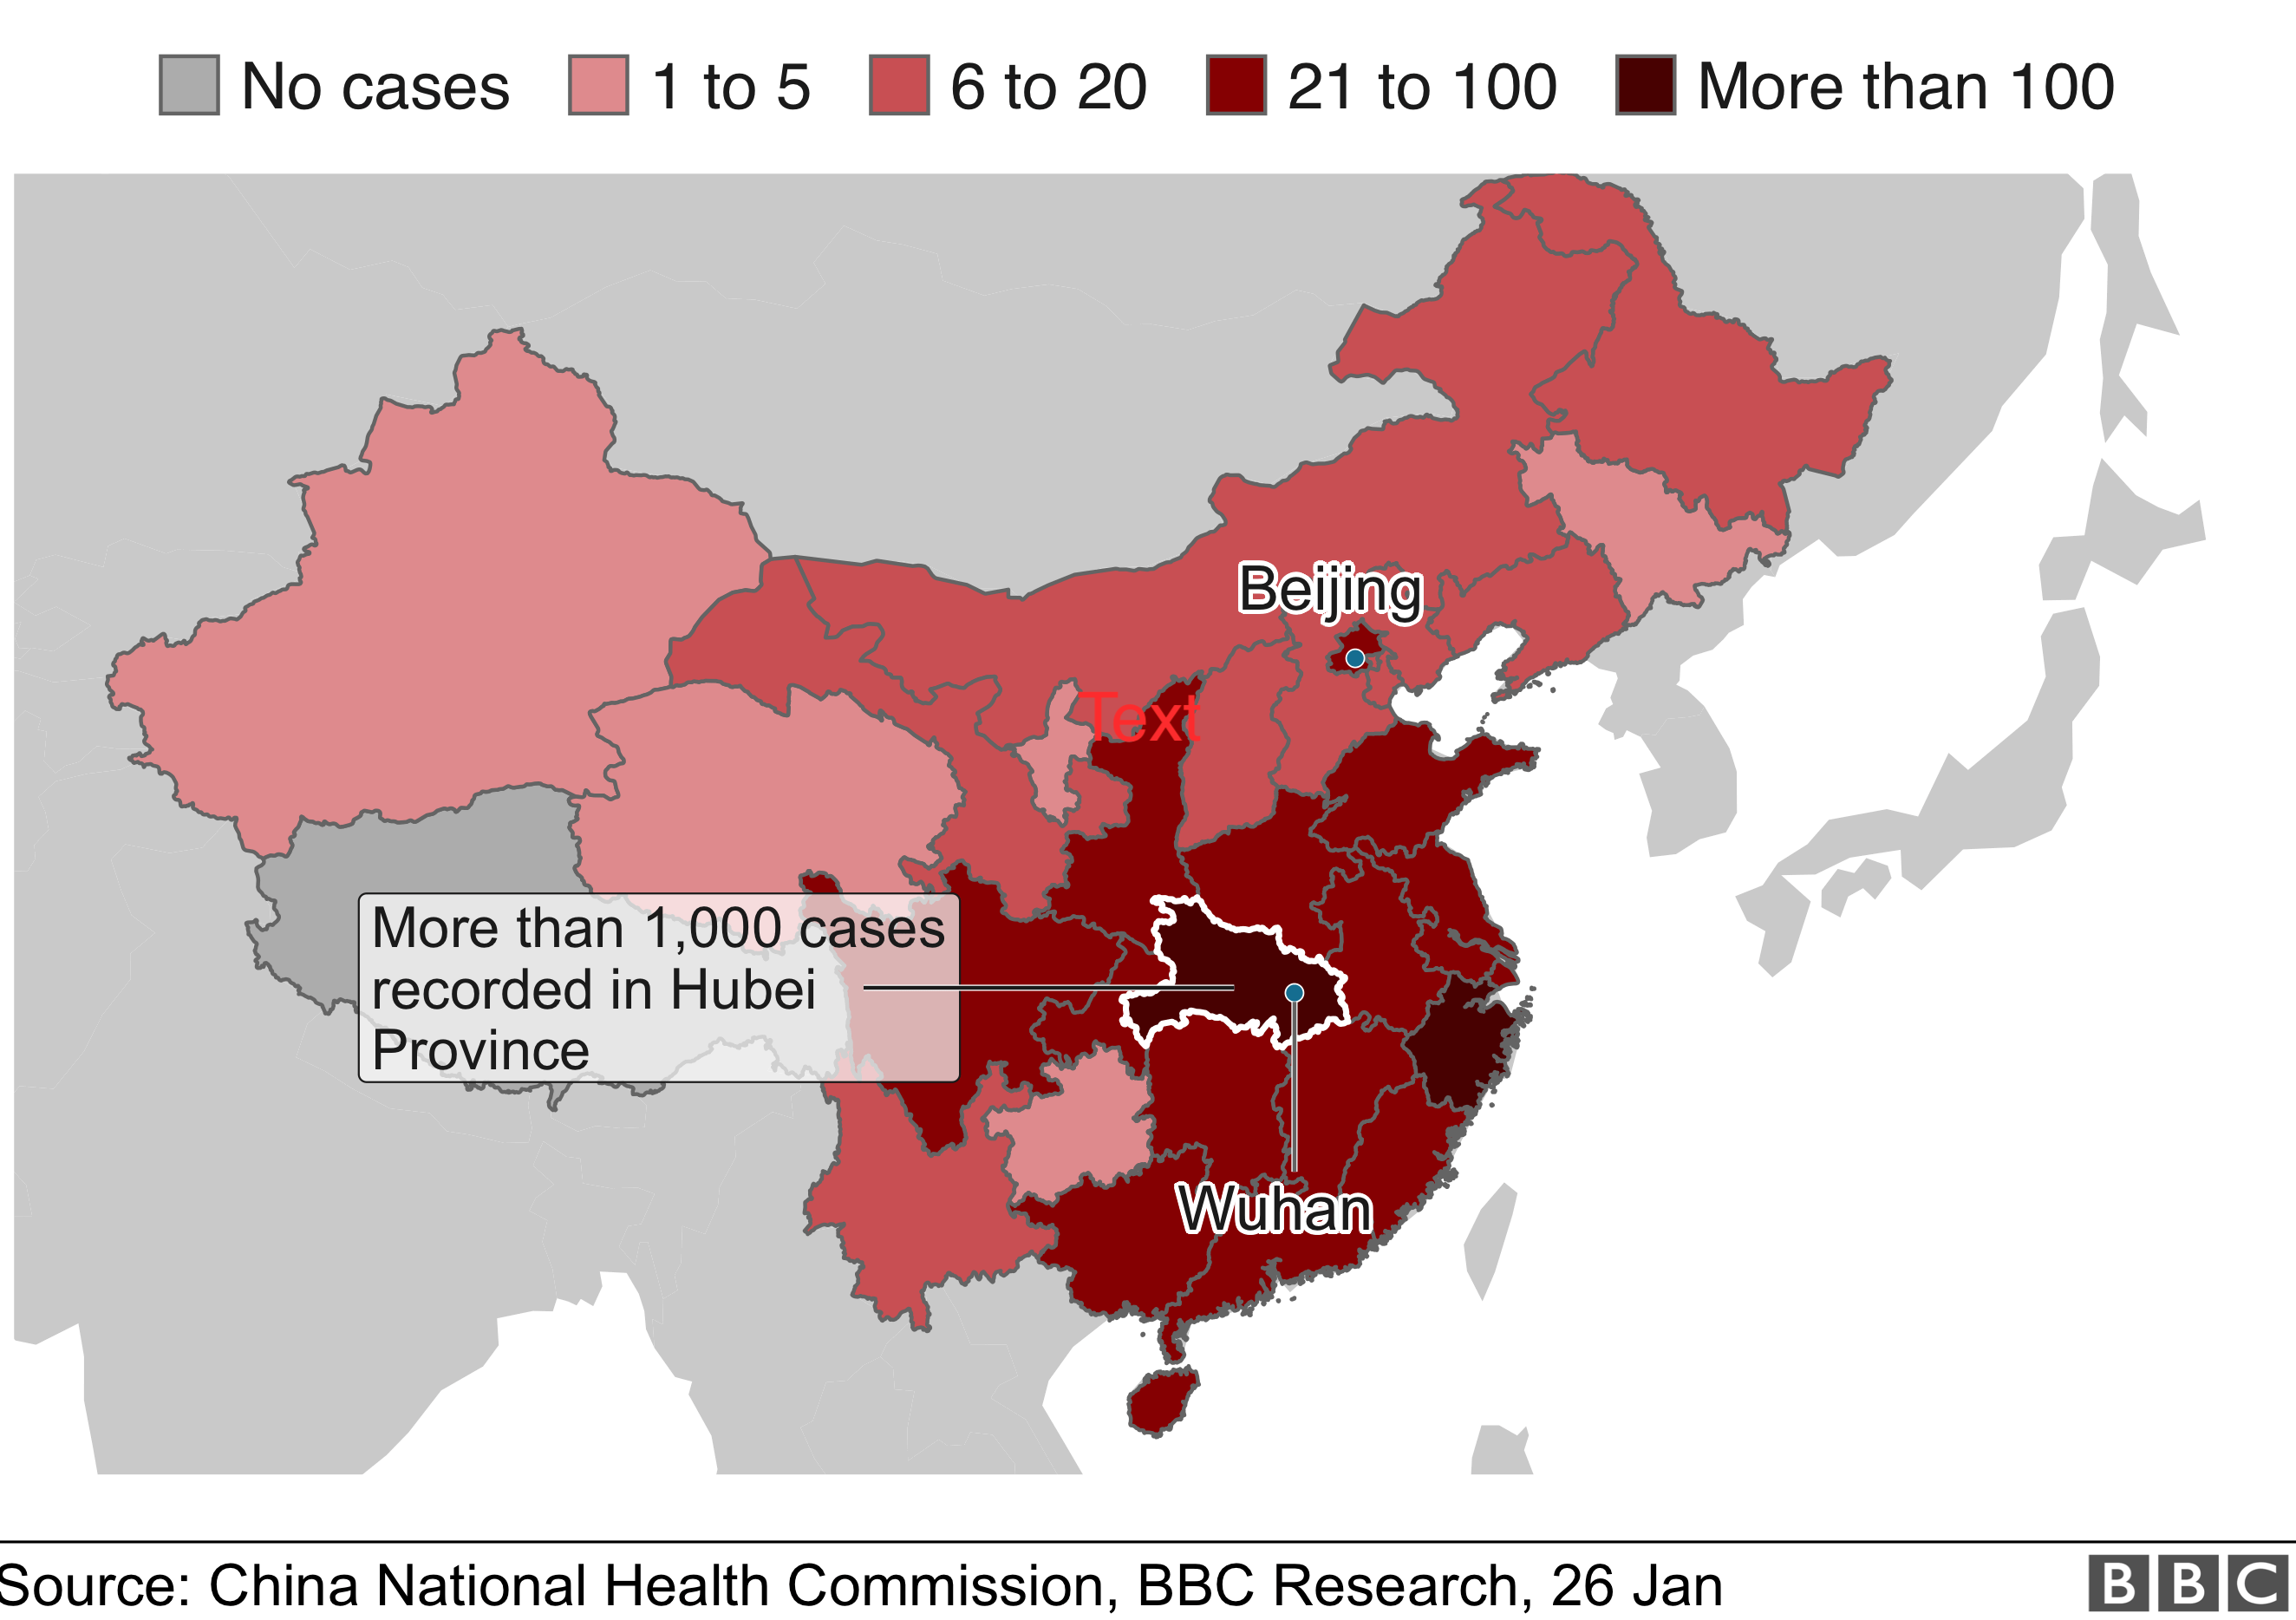 No cases 1 to 5 6 to 20 21 to 100 More than 100
Beijing
Text
More than 1,000 cases
recorded in Hubei
Province
Wuhan
Source: China National Health Commission, BBC Research, 26 Jan
BBC